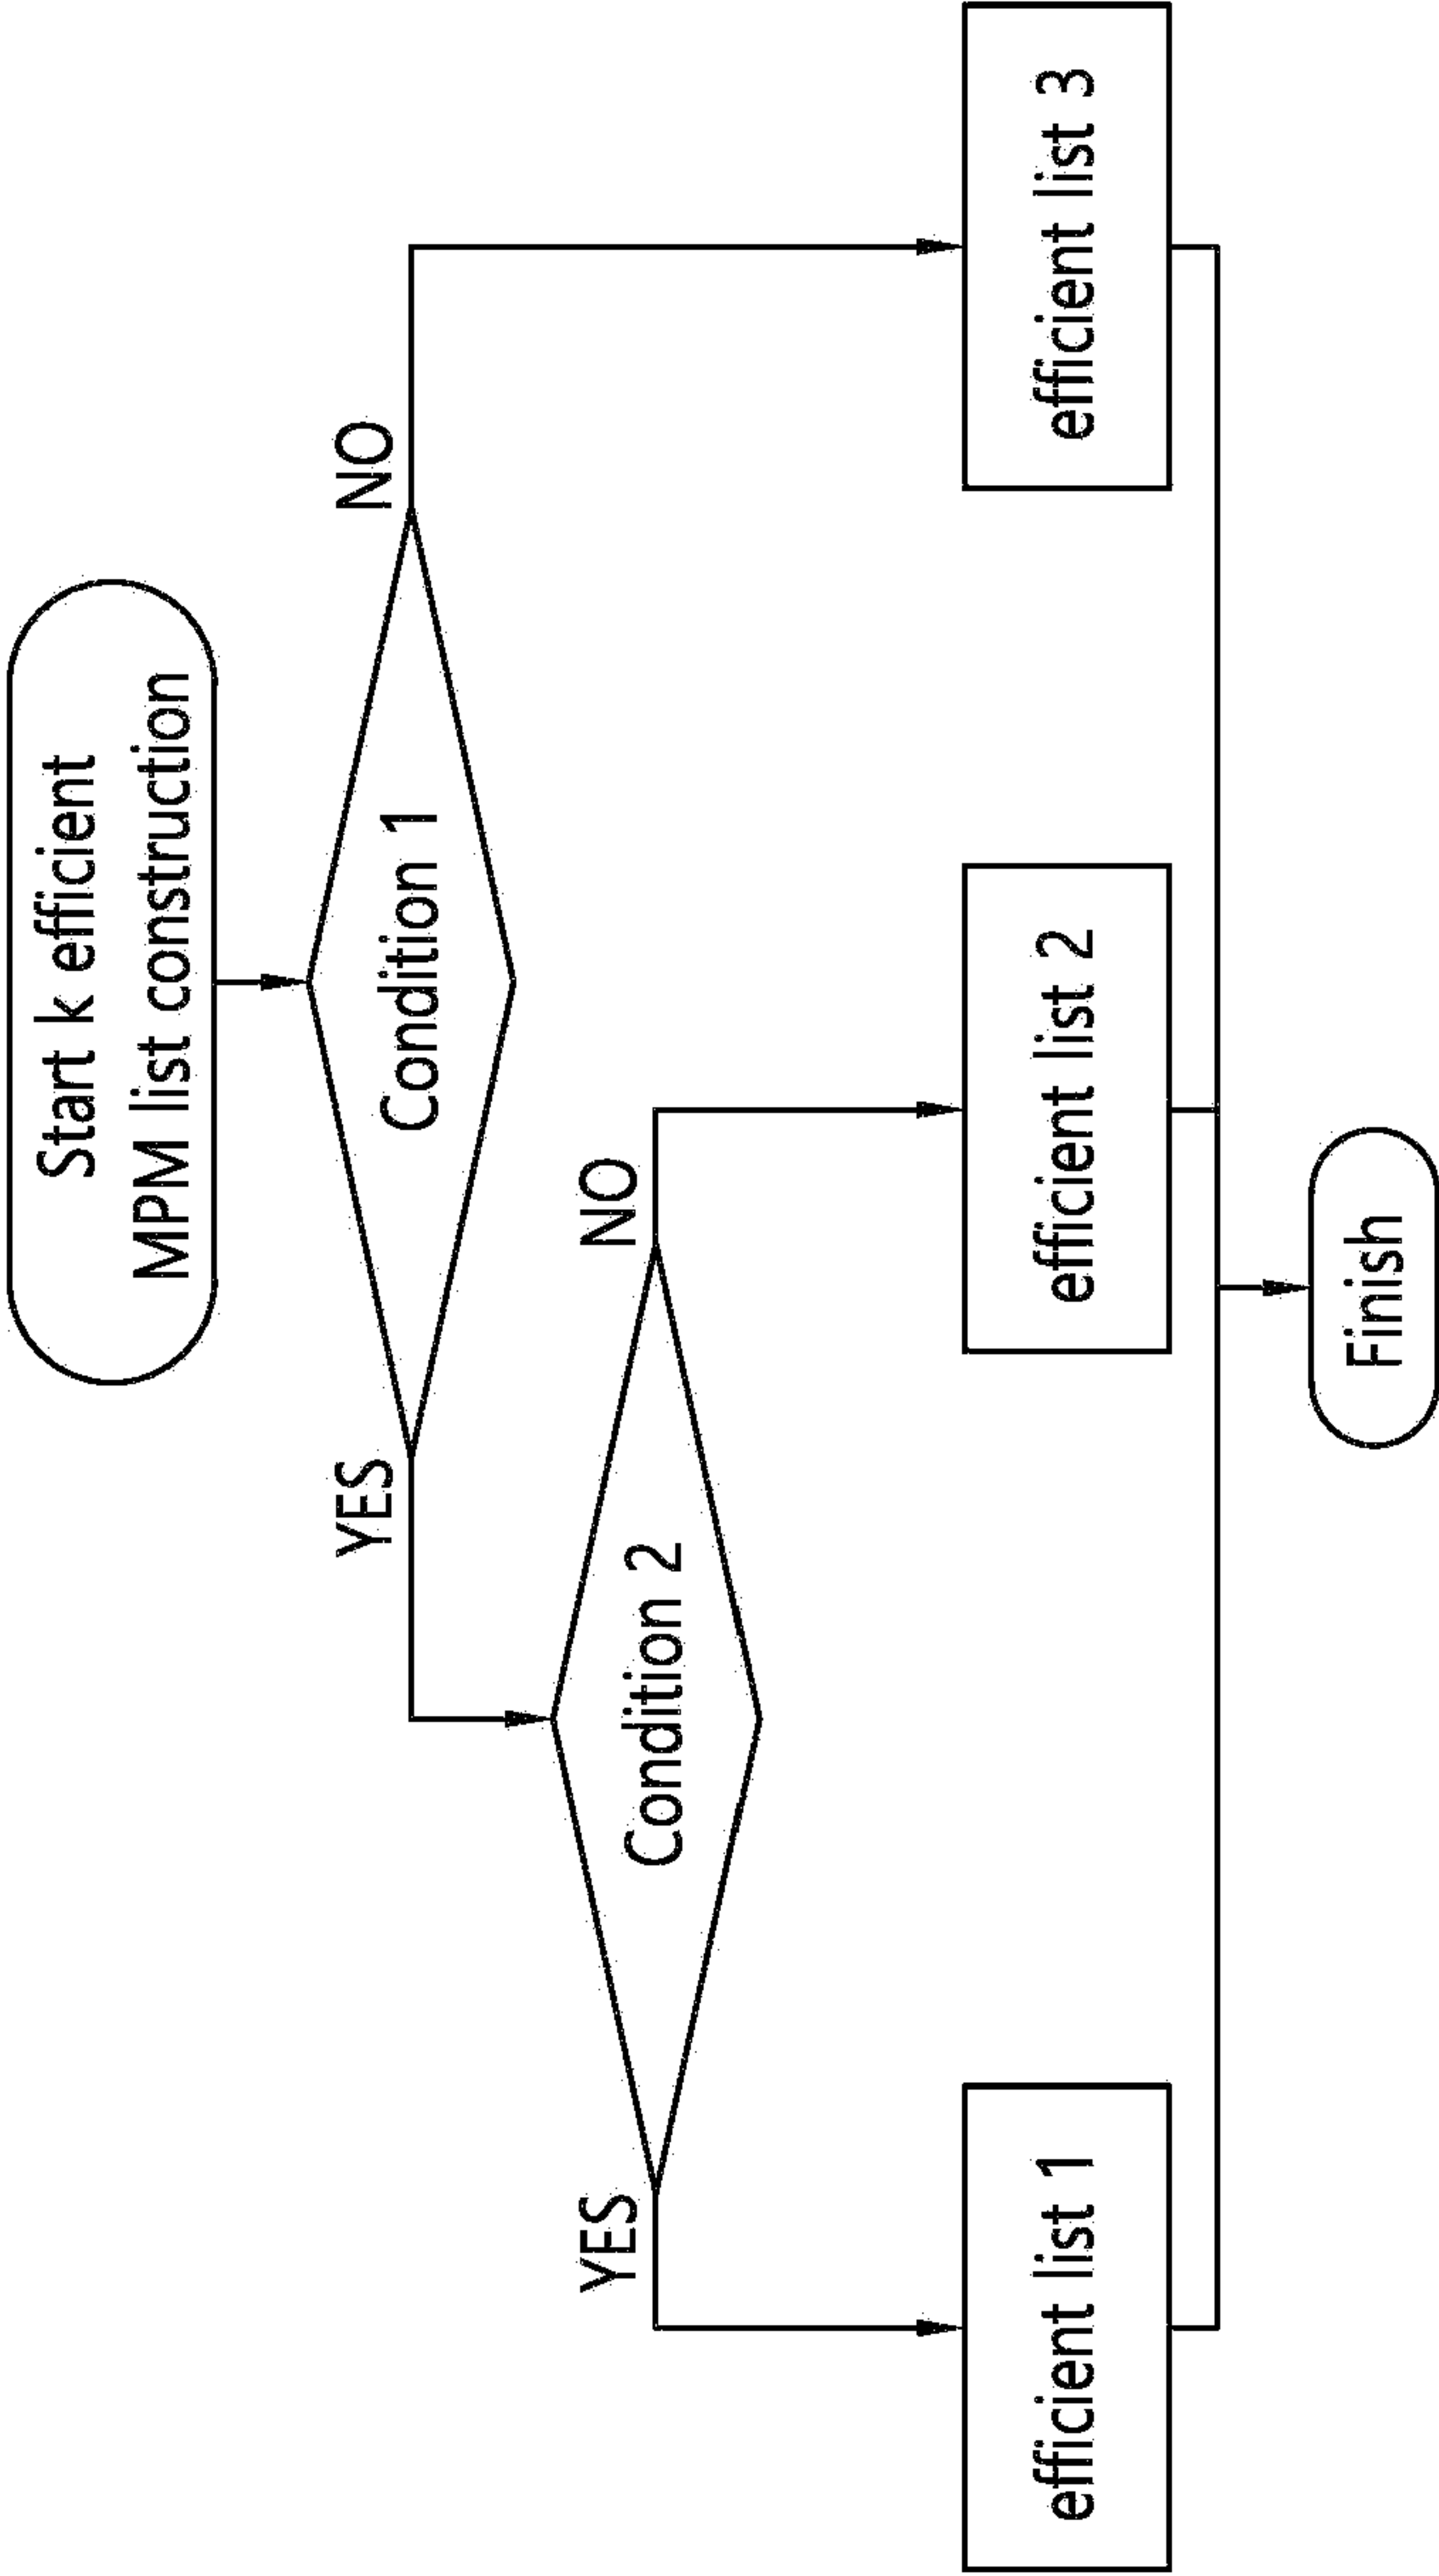 Start k efficient
MPM list construction
Condition 1
YES
NO
Condition 2
YES
NO
efficient list 1
efficient list 2
efficient list 3
Finish